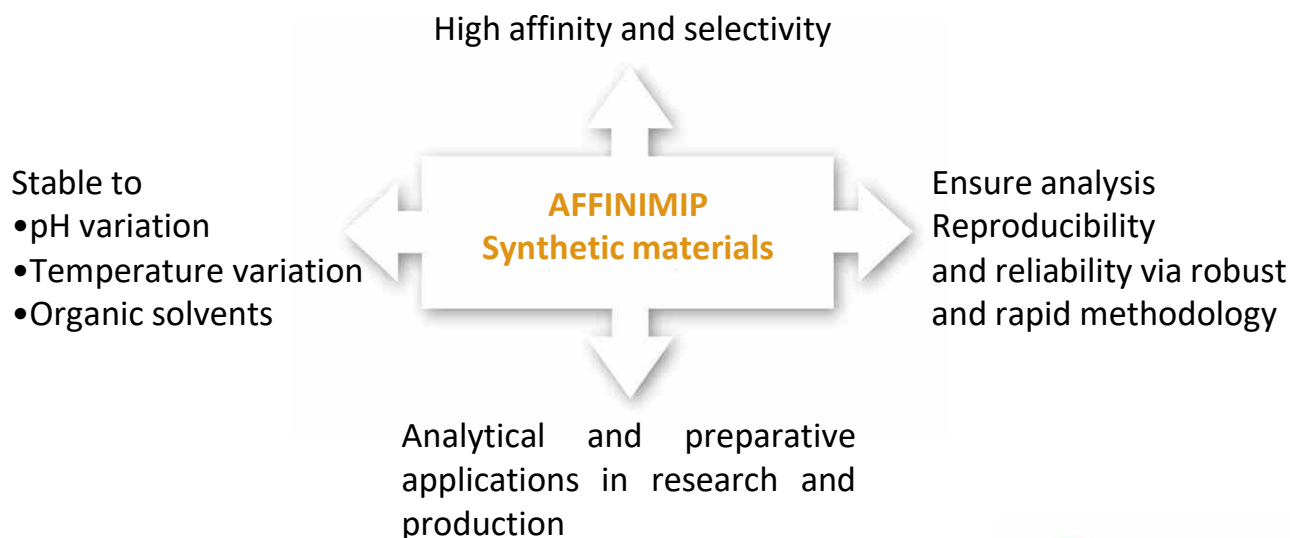 High affinity and selectivity
Stable to
•pH variation
•Temperature variation
•Organic solvents
AFFINIMIP
Synthetic materials
Ensure analysis
Reproducibility
and reliability via robust
and rapid methodology
Analytical and preparative
applications in research and
production